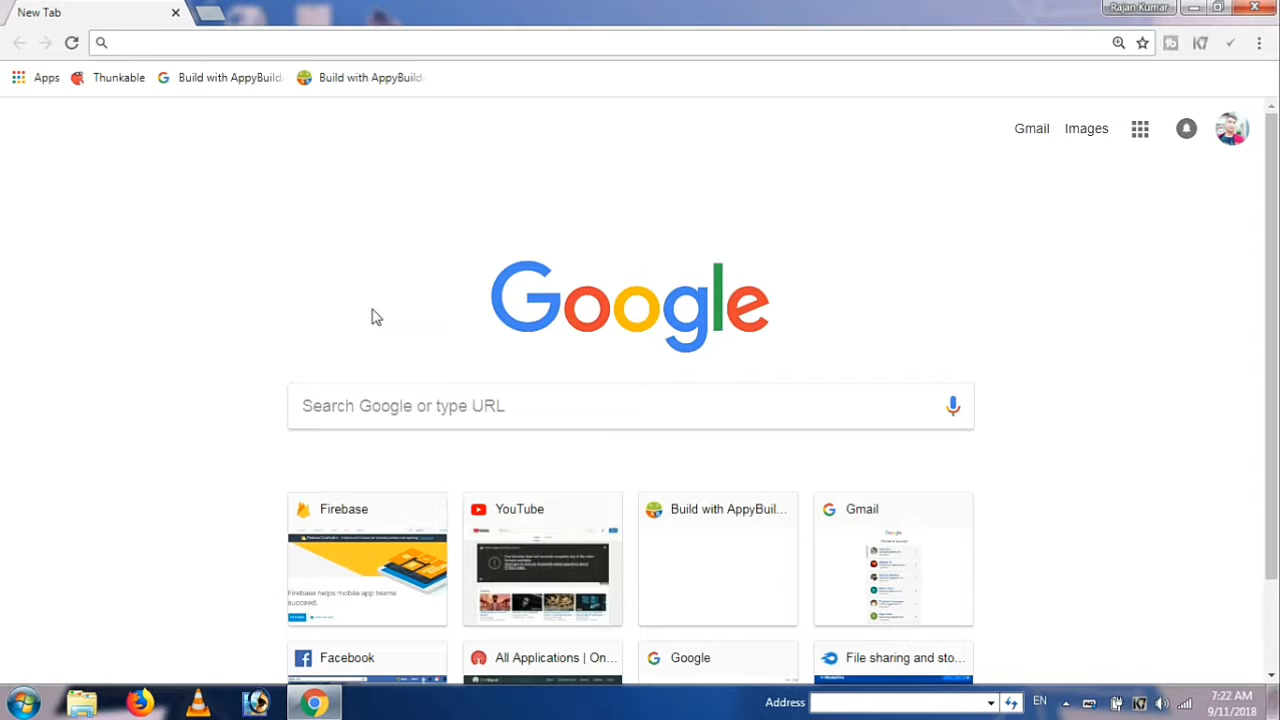 New Tab
Rajan Kumar
Apps
Thunkable
Build with AppyBuild
Build with AppyBuild
Gmail
Images
Google
Search Google or type URL
Firebase
YouTube
Build with AppyBuil...
Gmail
Firebase helps mobile app teams
succeed.
Facebook
All Applications | On...
Google
File sharing and sto...
Address
EN
7:22 AM
9/11/2018